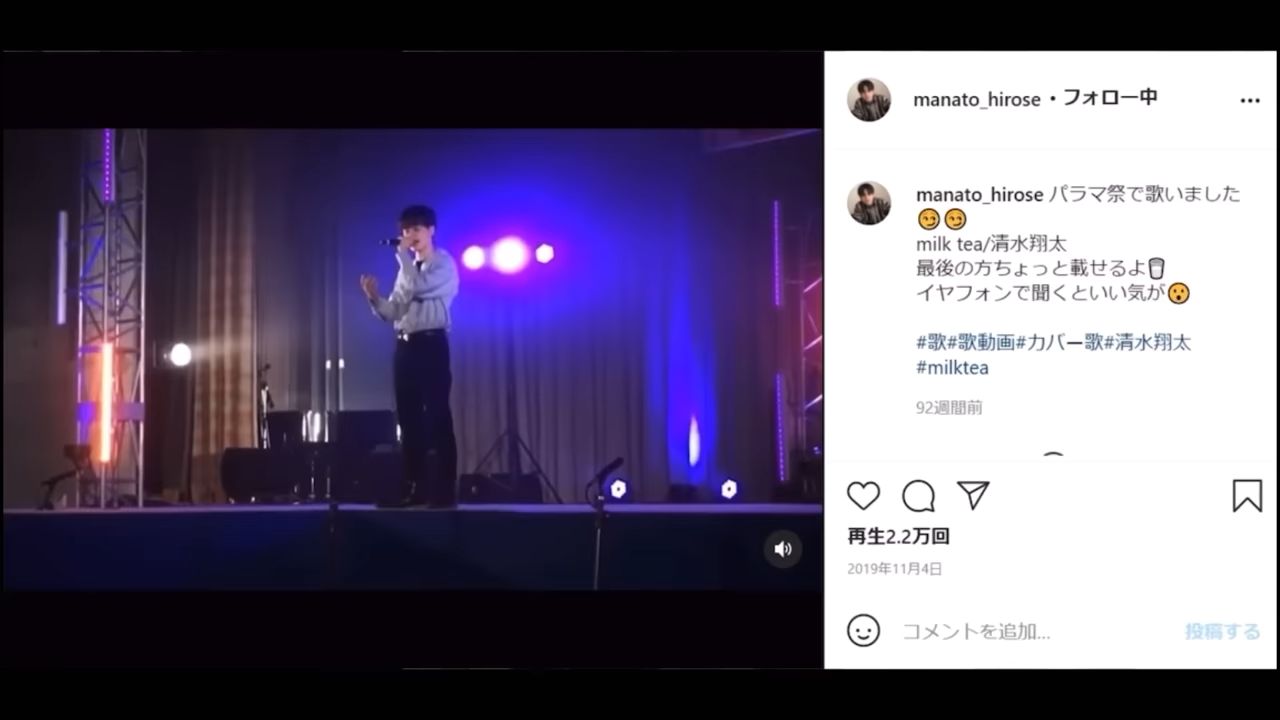 manato_hirose • フォロー中
manato_hirose パラマ祭で歌いました
😏😏
milk tea/清水翔太
最後の方ちょっと載せるよ🥛
イヤフォンで聞くといい気が😮
#歌#歌動画#カバー歌#清水翔太
#milktea
92週間前
再生2.2万回
2019年11月4日
コメントを追加...
投稿する